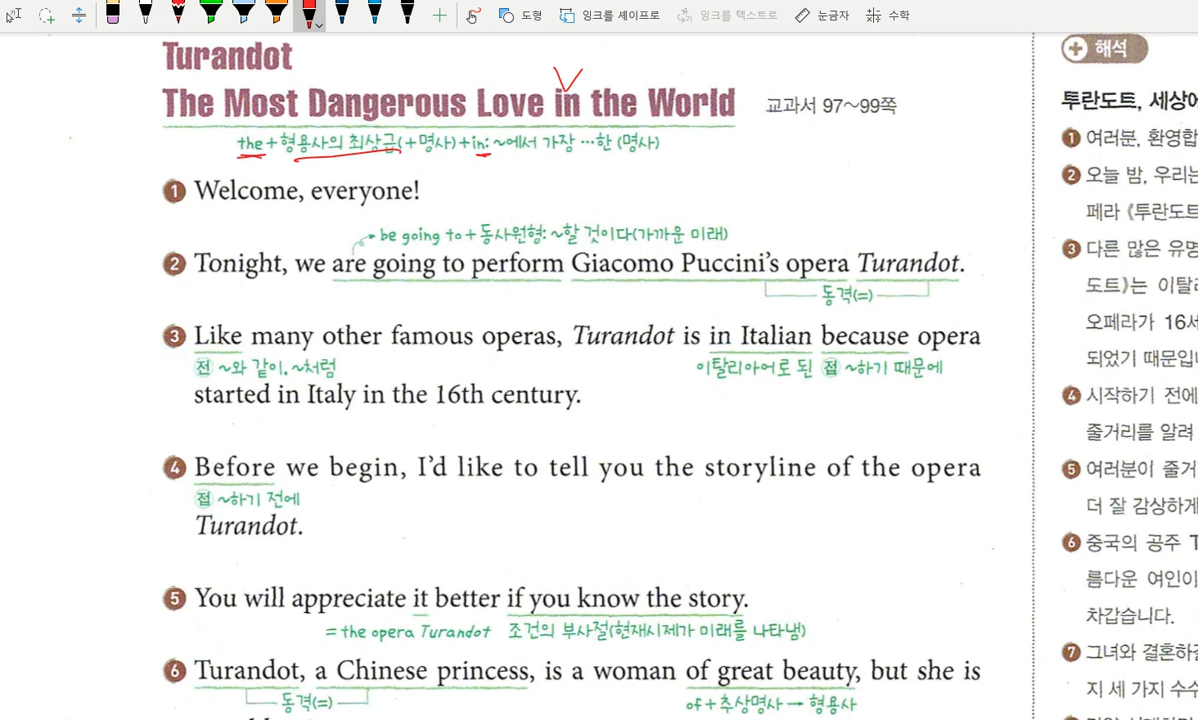 도형
잉크를 셰이프로
잉크를 텍스트로
눈금자
수학
Turandot
The Most Dangerous Love in the World
교과서 97~99쪽
the+형용사의 최상급(+명사)+in: ~에서 가장 …한 (명사)
1 Welcome, everyone!
be going to+동사원형: ~할 것이다(가까운 미래)
2 Tonight, we are going to perform Giacomo Puccini's opera Turandot.
동격(=)
3 Like many other famous operas, Turandot is in Italian because opera
전 ~와 같이, ~처럼 이탈리아어로 된 접 ~하기 때문에
started in Italy in the 16th century.
4 Before we begin, I'd like to tell you the storyline of the opera
접 ~하기 전에
Turandot.
5 You will appreciate it better if you know the story.
= the opera Turandot 조건의 부사절(현재시제가 미래를 나타냄)
6 Turandot, a Chinese princess, is a woman of great beauty, but she is
동격(=) of+추상명사 → 형용사
해석
투란도트, 세상에
1 여러분, 환영합
2 오늘 밤, 우리는
페라 《투란도트
3 다른 많은 유명
도트》는 이탈리
오페라가 16세
되었기 때문입니
4 시작하기 전에
줄거리를 알려
5 여러분이 줄거
더 잘 감상하게
6 중국의 공주 T
름다운 여인이
차갑습니다.
7 그녀와 결혼하길
지 세 가지 수수